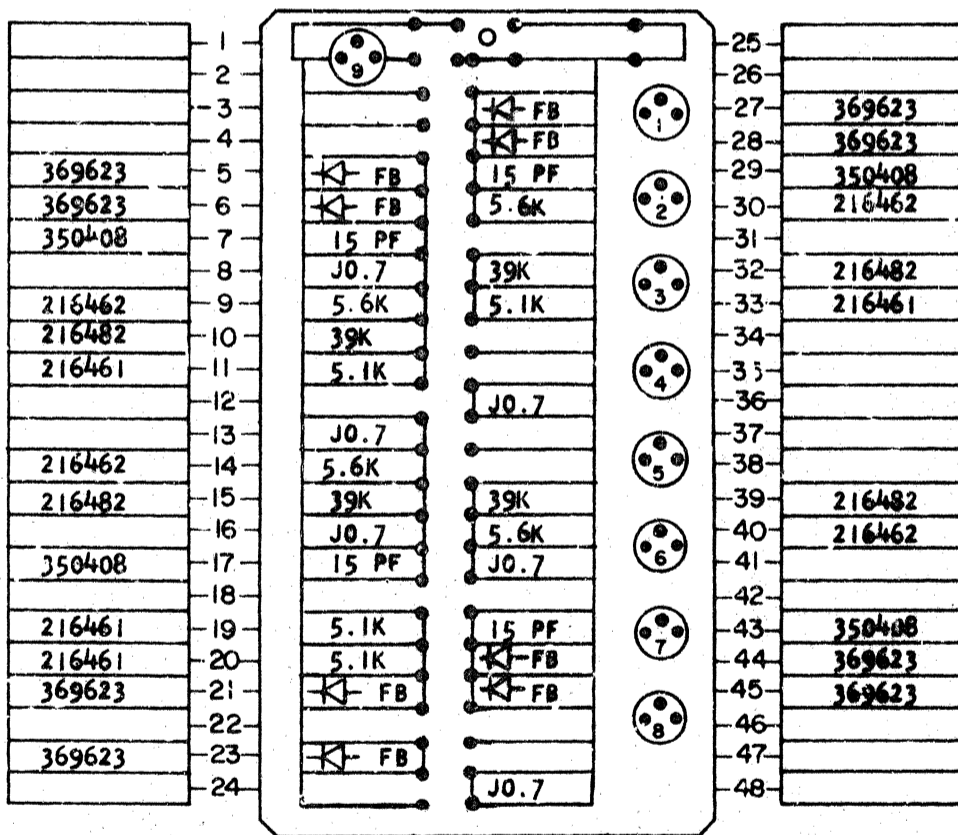 1 25
9
2 26
3 FB 1 27 369623
4 FB 28 369623
369623 5 FB 15 PF 29 350408
369623 6 FB 5.6K 2 30 216462
350408 7 15 PF 31
8 J0.7 39K 32 216482
216462 9 5.6K 5.1K 3 33 216461
216482 10 39K 34
216461 11 5.1K 4 35
12 J0.7 36
13 J0.7 37
216462 14 5.6K 5 38
216482 15 39K 39K 39 216482
16 J0.7 5.6K 6 40 216462
350408 17 15 PF J0.7 41
18 42
216461 19 5.1K 15 PF 7 43 350408
216461 20 5.1K FB 44 369623
369623 21 FB FB 45 369623
22 8 46
369623 23 FB 47
24 J0.7 48